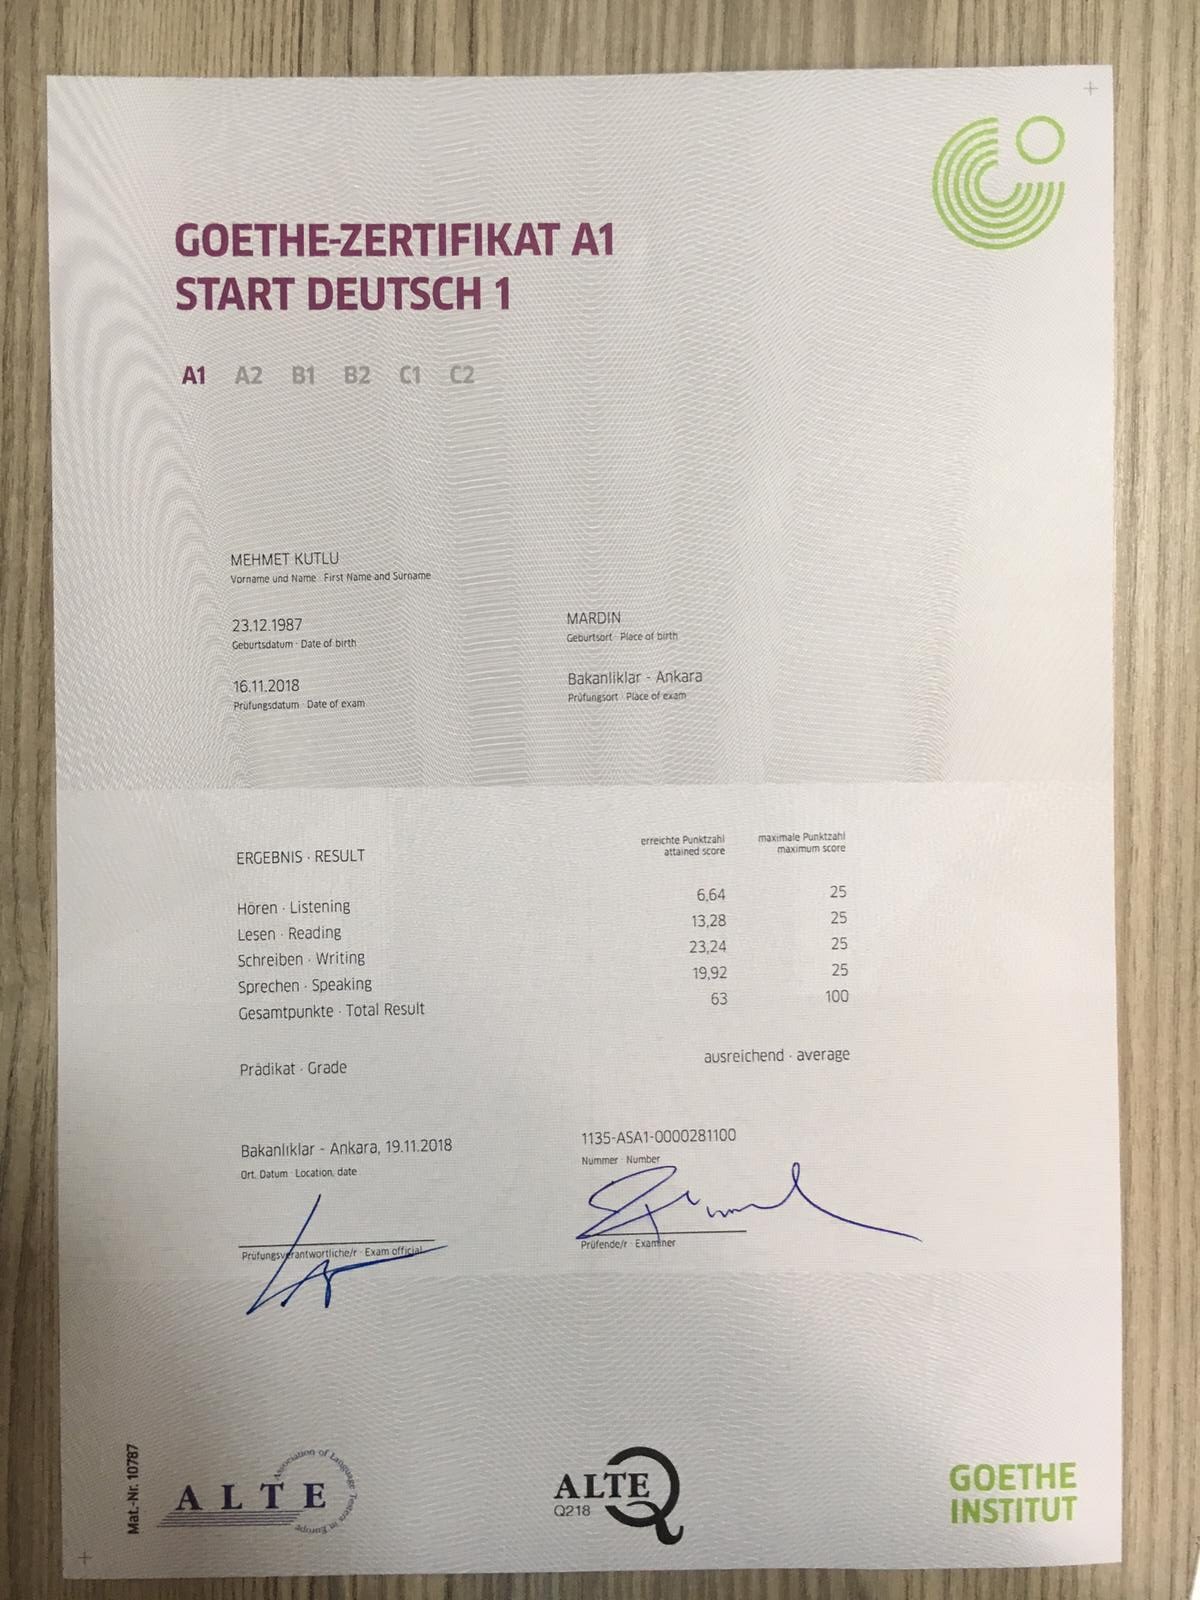 GOETHE-ZERTIFIKAT A1
START DEUTSCH 1
A1 A2 B1 B2 C1 C2
MEHMET KUTLU
Vorname und Name · First Name and Surname
23.12.1987
Geburtsdatum · Date of birth
MARDIN
Geburtsort · Place of birth
16.11.2018
Prüfungsdatum · Date of exam
Bakanliklar - Ankara
Prüfungsort · Place of exam
ERGEBNIS · RESULT
erreichte Punktzahl
attained score
maximale Punktzahl
maximum score
Hören · Listening 6,64 25
Lesen · Reading 13,28 25
Schreiben · Writing 23,24 25
Sprechen · Speaking 19,92 25
Gesamtpunkte · Total Result 63 100
Prädikat · Grade ausreichend · average
Bakanlıklar - Ankara, 19.11.2018
Ort, Datum · Location, date
1135-ASA1-0000281100
Nummer · Number
Prüfungsverantwortliche/r · Exam official
Prüfende/r · Examiner
Mat.-Nr. 10787
ALTE
Association of Language Testers in Europe
ALTE
Q218
GOETHE
INSTITUT